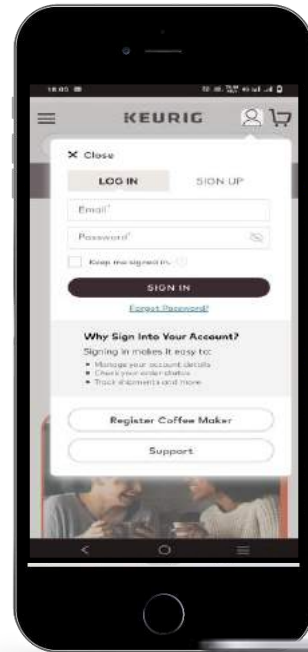 18:05
KEURIG
× Close
LOG IN
SIGN UP
Email*
Password*
Keep me signed in.
SIGN IN
Forgot Password?
Why Sign Into Your Account?
Signing in makes it easy to:
• Manage your account details
• Check your order status
• Track shipments and more
Register Coffee Maker
Support